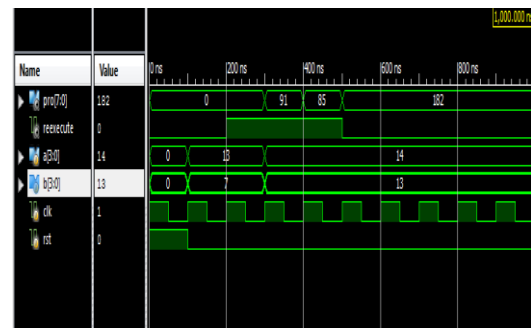 1,000.000 ns
Name Value 0 ns 200 ns 400 ns 600 ns 800 ns
pro[7:0] 182 0 91 85 182
reexecute 0
a[3:0] 14 0 13 14
b[3:0] 13 0 7 13
clk 1
rst 0